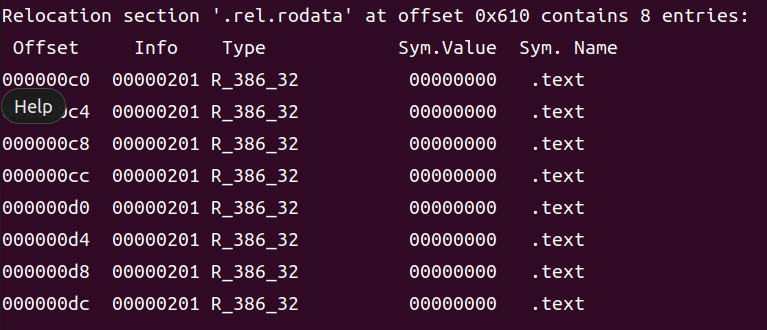 Relocation section '.rel.rodata' at offset 0x610 contains 8 entries:
 Offset     Info    Type            Sym.Value  Sym. Name
000000c0  00000201 R_386_32          00000000   .text
Help c4  00000201 R_386_32          00000000   .text
000000c8  00000201 R_386_32          00000000   .text
000000cc  00000201 R_386_32          00000000   .text
000000d0  00000201 R_386_32          00000000   .text
000000d4  00000201 R_386_32          00000000   .text
000000d8  00000201 R_386_32          00000000   .text
000000dc  00000201 R_386_32          00000000   .text